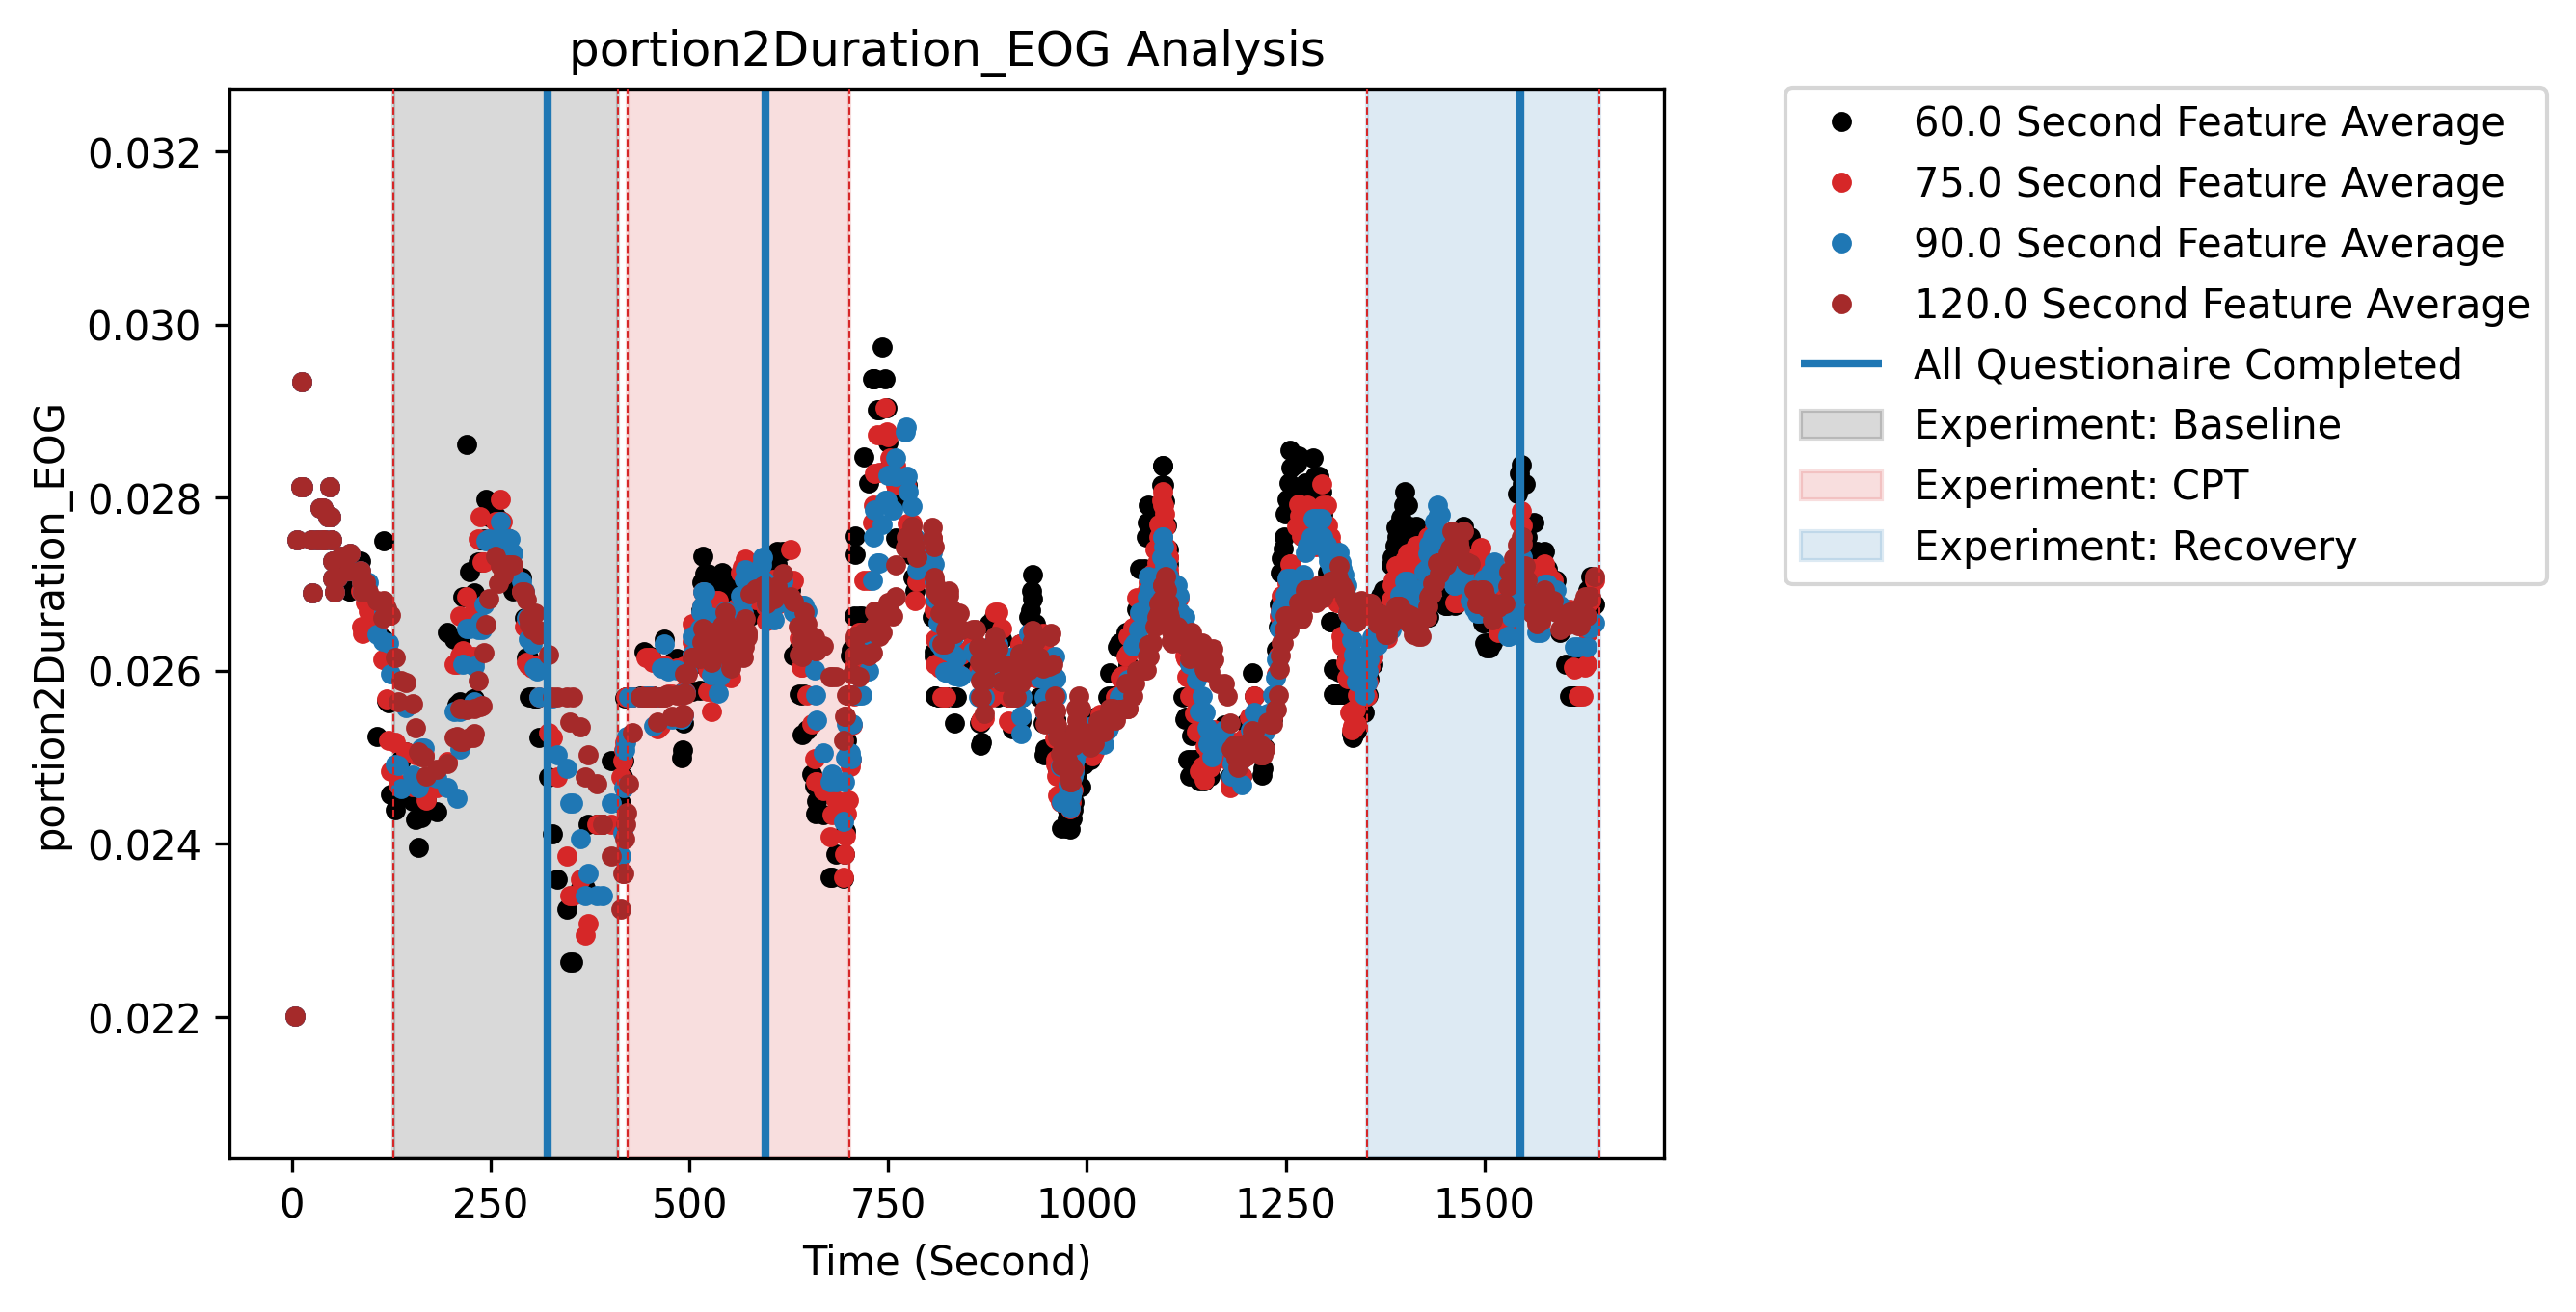 portion2Duration_EOG Analysis
portion2Duration_EOG
0.032
0.030
0.028
0.026
0.024
0.022
0
250
500
750
1000
1250
1500
Time (Second)
60.0 Second Feature Average
75.0 Second Feature Average
90.0 Second Feature Average
120.0 Second Feature Average
All Questionaire Completed
Experiment: Baseline
Experiment: CPT
Experiment: Recovery